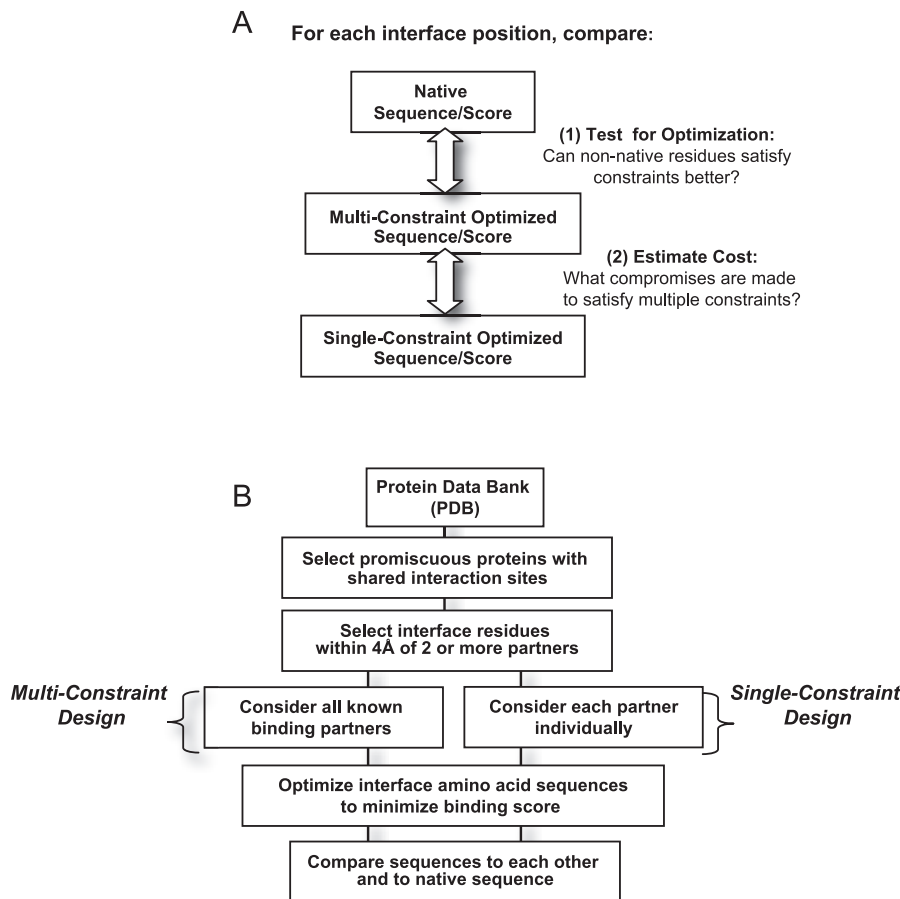 A
For each interface position, compare:
Native
Sequence/Score
(1) Test for Optimization:
Can non-native residues satisfy
constraints better?
Multi-Constraint Optimized
Sequence/Score
(2) Estimate Cost:
What compromises are made
to satisfy multiple constraints?
Single-Constraint Optimized
Sequence/Score
B
Protein Data Bank
(PDB)
Select promiscuous proteins with
shared interaction sites
Select interface residues
within 4Å of 2 or more partners
Multi-Constraint
Design
Consider all known
binding partners
Consider each partner
individually
Single-Constraint
Design
Optimize interface amino acid sequences
to minimize binding score
Compare sequences to each other
and to native sequence